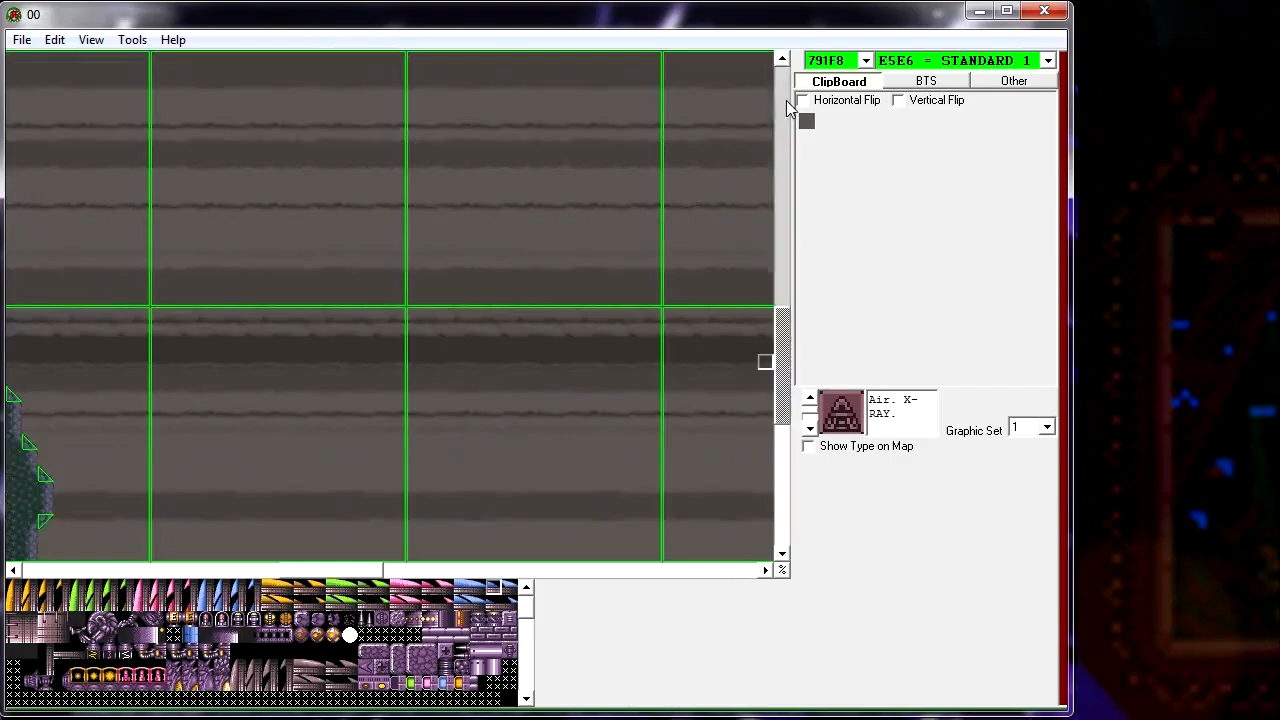 00
File Edit View Tools Help
791F8 E5E6 = STANDARD 1
ClipBoard BTS Other
Horizontal Flip Vertical Flip
Air. X-
RAY.
Graphic Set 1
Show Type on Map
%